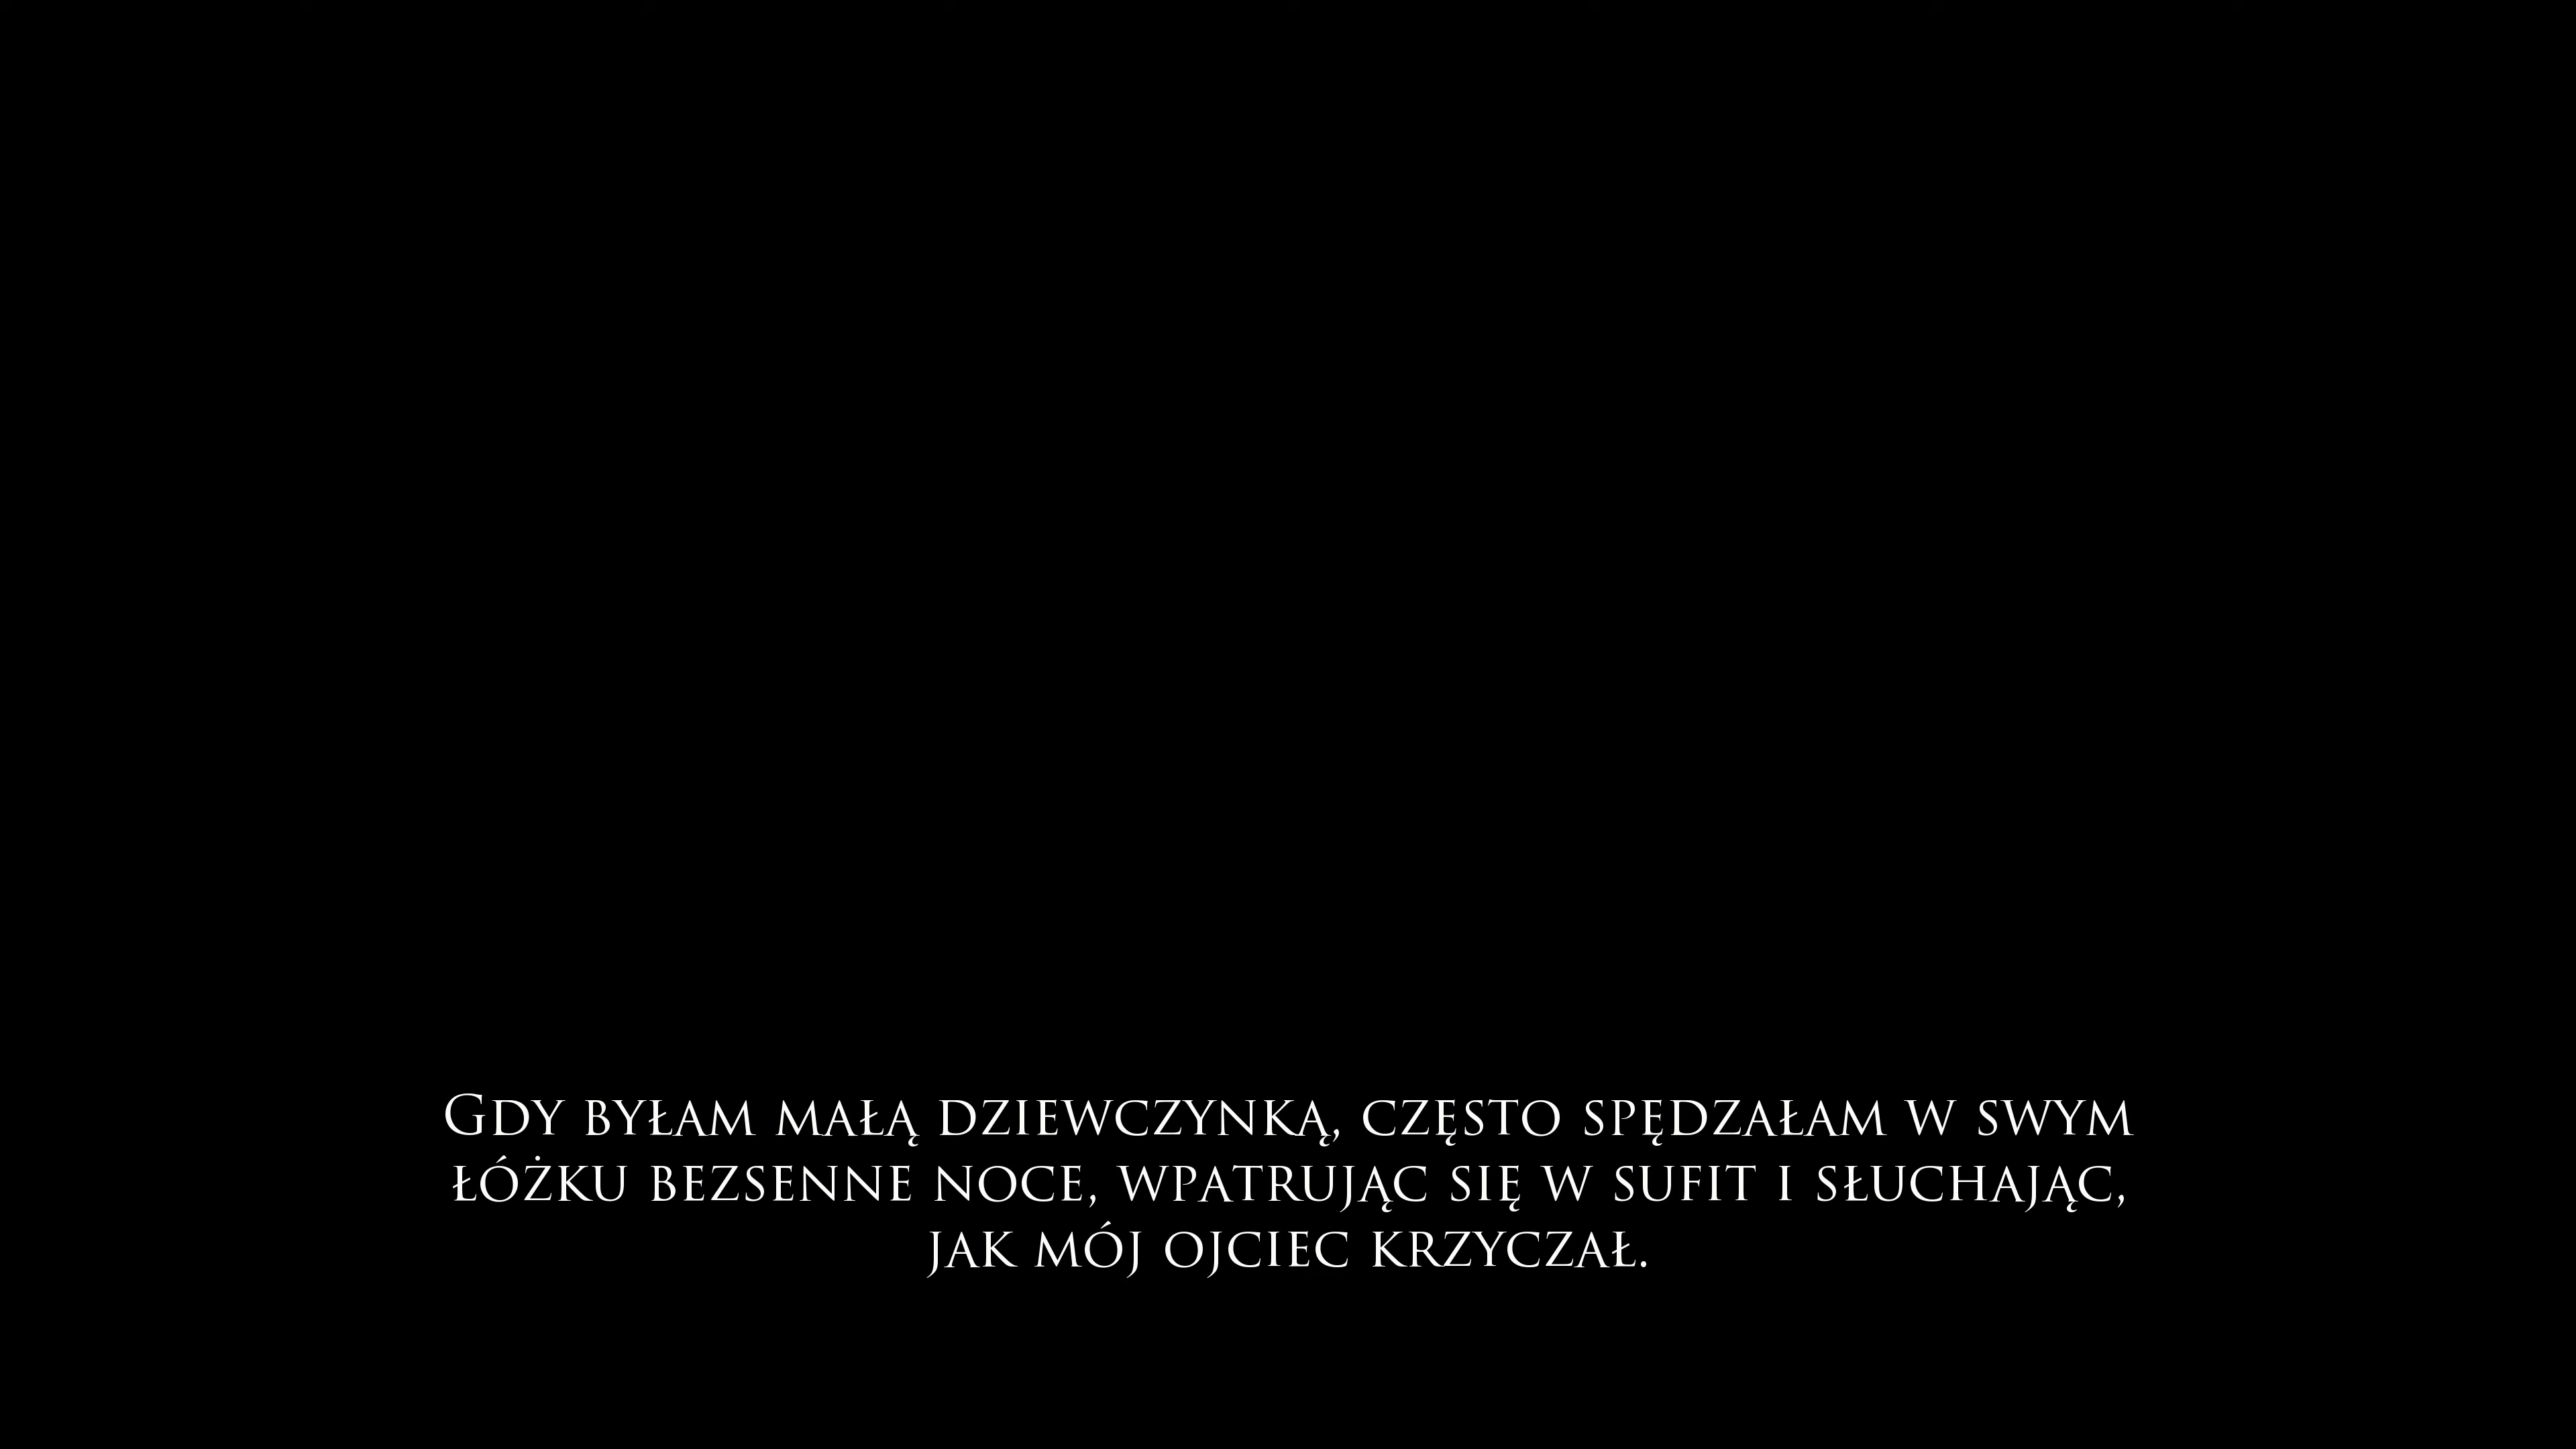 Gdy byłam małą dziewczynką, często spędzałam w swym
łóżku bezsenne noce, wpatrując się w sufit i słuchając,
jak mój ojciec krzyczał.